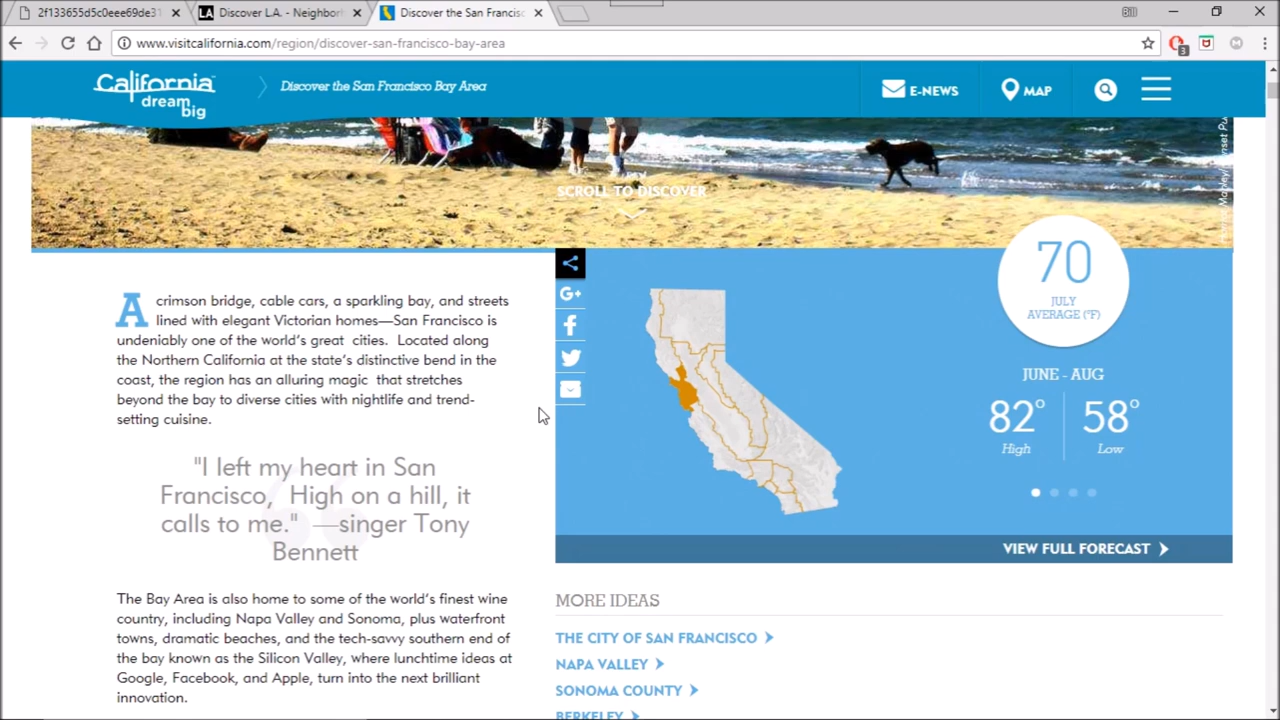 2f133655d5c0eee69de31
Discover L.A. - Neighborh
Discover the San Francisc
www.visitcalifornia.com/region/discover-san-francisco-bay-area
3
California
dream
big
Discover the San Francisco Bay Area
E-NEWS
MAP
SCROLL TO DISCOVER
A crimson bridge, cable cars, a sparkling bay, and streets
lined with elegant Victorian homes—San Francisco is
undeniably one of the world's great cities. Located along
the Northern California at the state's distinctive bend in the
coast, the region has an alluring magic that stretches
beyond the bay to diverse cities with nightlife and trend-
setting cuisine.
"I left my heart in San
Francisco, High on a hill, it
calls to me." —singer Tony
Bennett
The Bay Area is also home to some of the world's finest wine
country, including Napa Valley and Sonoma, plus waterfront
towns, dramatic beaches, and the tech-savvy southern end of
the bay known as the Silicon Valley, where lunchtime ideas at
Google, Facebook, and Apple, turn into the next brilliant
innovation.
G+
70
JULY
AVERAGE (°F)
JUNE - AUG
82° 58°
High Low
VIEW FULL FORECAST
MORE IDEAS
THE CITY OF SAN FRANCISCO
NAPA VALLEY
SONOMA COUNTY
BERKELEY